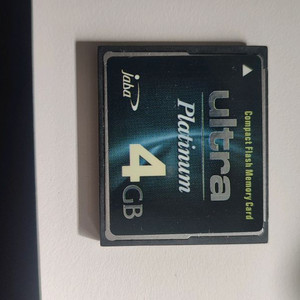 Compact Flash Memory Card
ultra
Platinum
4GB
jaba